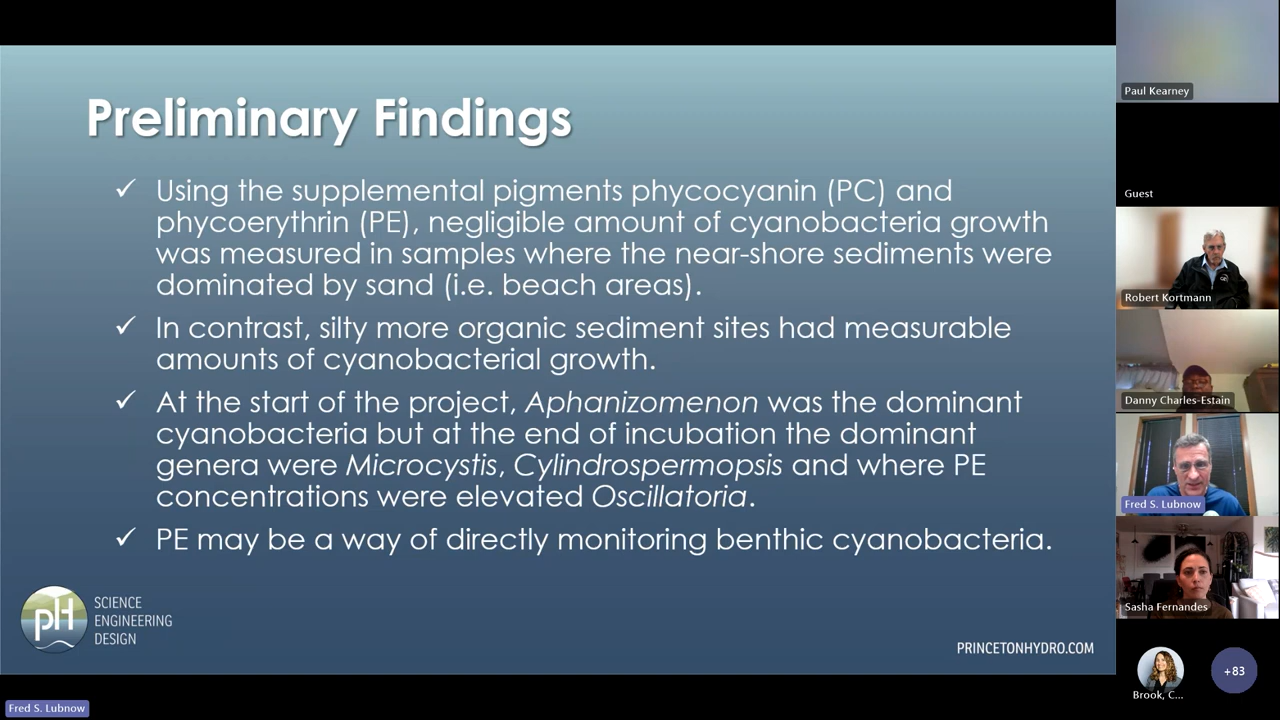 Preliminary Findings
✓ Using the supplemental pigments phycocyanin (PC) and
phycoerythrin (PE), negligible amount of cyanobacteria growth
was measured in samples where the near-shore sediments were
dominated by sand (i.e. beach areas).
✓ In contrast, silty more organic sediment sites had measurable
amounts of cyanobacterial growth.
✓ At the start of the project, Aphanizomenon was the dominant
cyanobacteria but at the end of incubation the dominant
genera were Microcystis, Cylindrospermopsis and where PE
concentrations were elevated Oscillatoria.
✓ PE may be a way of directly monitoring benthic cyanobacteria.
pH
SCIENCE
ENGINEERING
DESIGN
PRINCETONHYDRO.COM
Fred S. Lubnow
Paul Kearney
Guest
Robert Kortmann
Danny Charles-Estain
Fred S. Lubnow
Sasha Fernandes
Brook, C...
+83